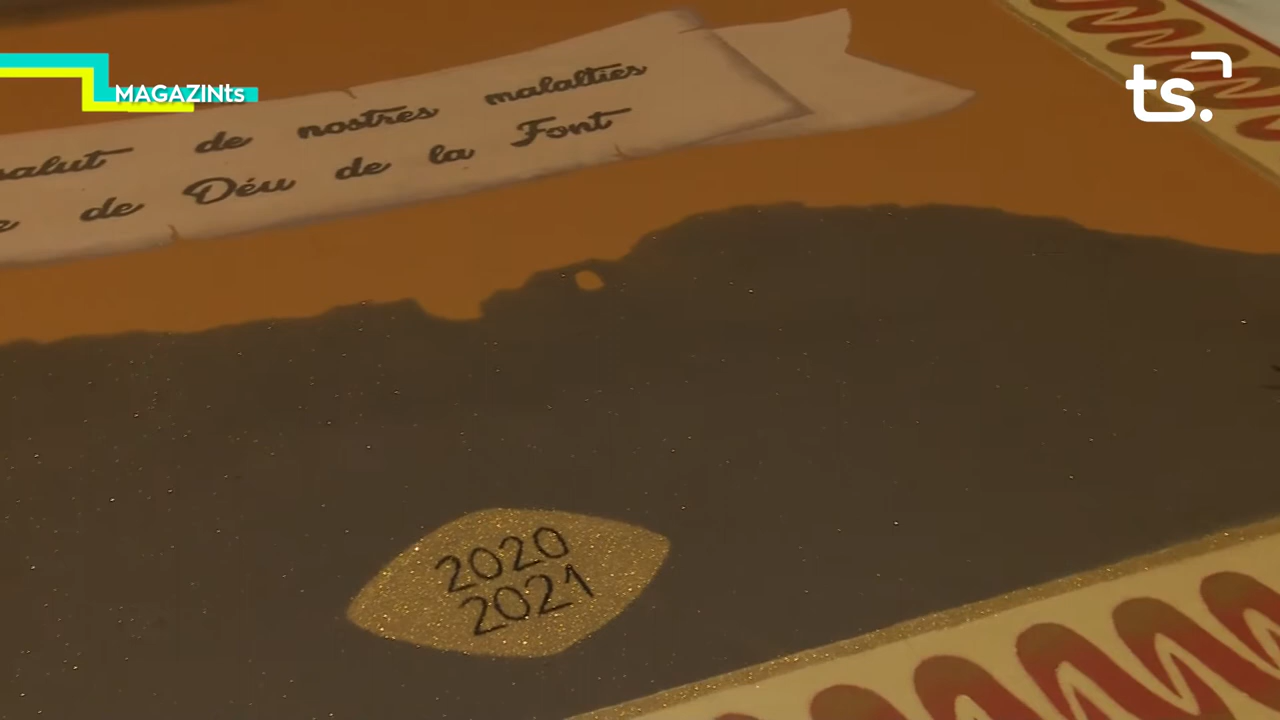 MAGAZINts
ts.
salut de nostres malalties
de Déu de la Font
2020
2021